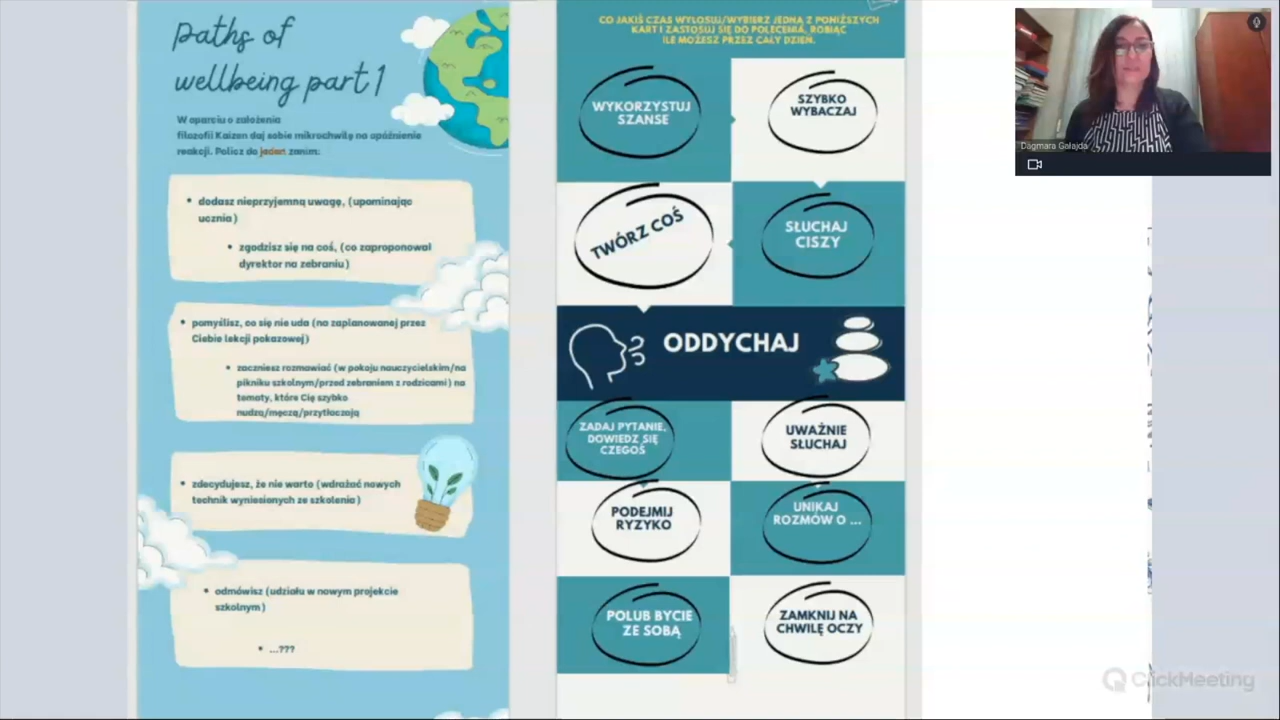 paths of
wellbeing part 1
W oparciu o założenia
filozofii Kaizen daj sobie mikrochwilę na opóźnienie
reakcji. Policz do jeden zanim:
• dodasz nieprzyjemną uwagę, (upominając
ucznia)
• zgodzisz się na coś, (co zaproponował
dyrektor na zebraniu)
• pomyślisz, co się nie uda (na zaplanowanej przez
Ciebie lekcji pokazowej)
• zaczniesz rozmawiać (w pokoju nauczycielskim/na
pikniku szkolnym/przed zebraniem z rodzicami) na
tematy, które Cię szybko
nudzą/męczą/przytłaczają
• zdecydujesz, że nie warto (wdrażać nowych
technik wyniesionych ze szkolenia)
• odmówisz (udziału w nowym projekcie
szkolnym)
• ...???
CO JAKIŚ CZAS WYLOSUJ/WYBIERZ JEDNĄ Z PONIŻSZYCH
KART I ZASTOSUJ SIĘ DO POLECENIA, ROBIĄC
ILE MOŻESZ PRZEZ CAŁY DZIEŃ.
WYKORZYSTUJ
SZANSE
SZYBKO
WYBACZAJ
TWÓRZ COŚ
SŁUCHAJ
CISZY
ODDYCHAJ
ZADAJ PYTANIE,
DOWIEDZ SIĘ
CZEGOŚ
UWAŻNIE
SŁUCHAJ
PODEJMIJ
RYZYKO
UNIKAJ
ROZMÓW O ...
POLUB BYCIE
ZE SOBĄ
ZAMKNIJ NA
CHWILĘ OCZY
Dagmara Gałajda
ClickMeeting